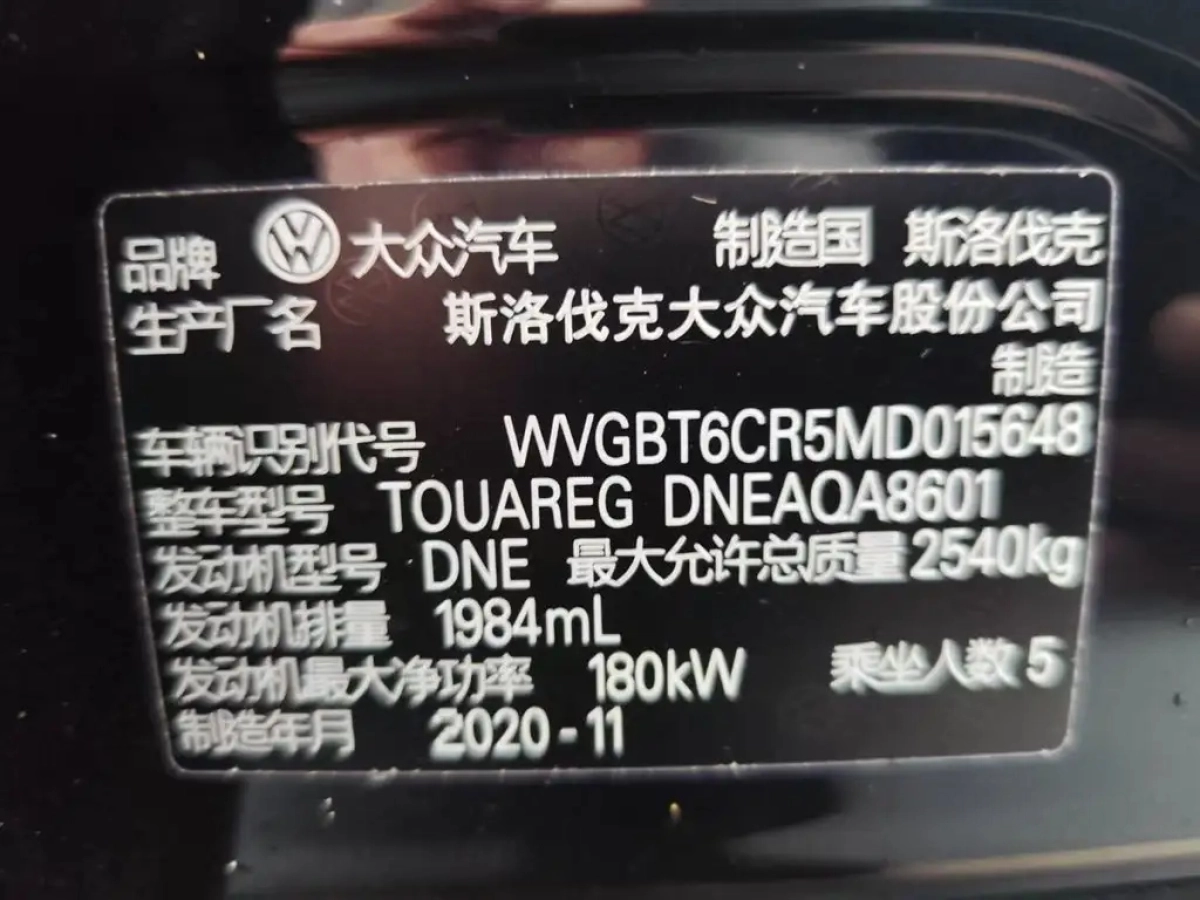 品牌 大众汽车 制造国 斯洛伐克
生产厂名 斯洛伐克大众汽车股份公司
制造
车辆识别代号 WVGBT6CR5MD015648
整车型号 TOUAREG DNEAQA8601
发动机型号 DNE 最大允许总质量 2540kg
发动机排量 1984mL
发动机最大净功率 180kW 乘坐人数 5
制造年月 2020-11